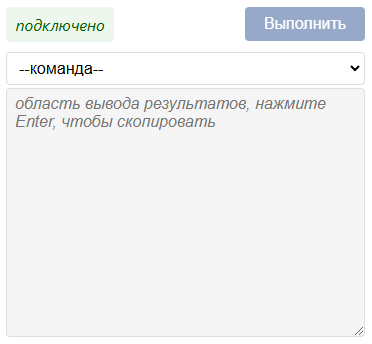 подключено
Выполнить
--команда--
область вывода результатов, нажмите
Enter, чтобы скопировать